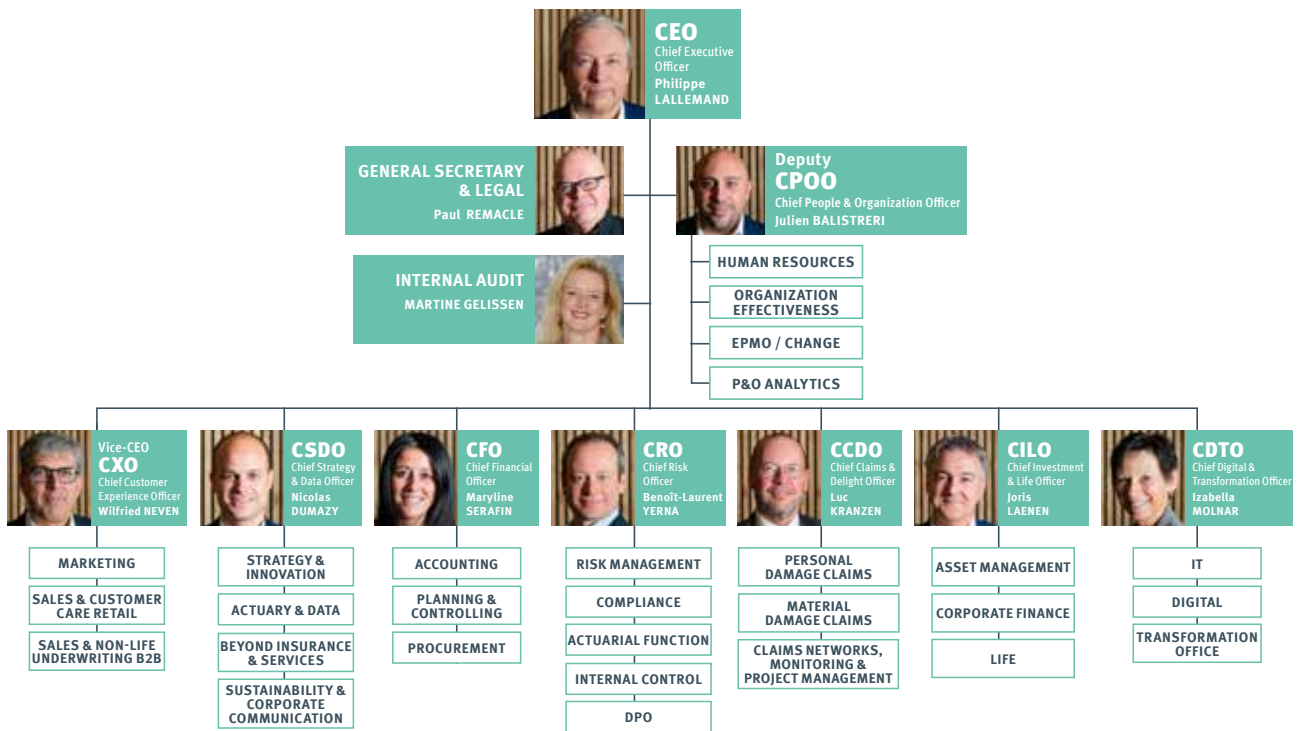 CEO
Chief Executive
Officer
Philippe
LALLEMAND
GENERAL SECRETARY
& LEGAL
Paul REMACLE
Deputy
CPOO
Chief People & Organization Officer
Julien BALISTRERI
INTERNAL AUDIT
MARTINE GELISSEN
HUMAN RESOURCES
ORGANIZATION
EFFECTIVENESS
EPMO / CHANGE
P&O ANALYTICS
Vice-CEO
CXO
Chief Customer
Experience Officer
Wilfried NEVEN
MARKETING
SALES & CUSTOMER
CARE RETAIL
SALES & NON-LIFE
UNDERWRITING B2B
CSDO
Chief Strategy
& Data Officer
Nicolas
DUMAZY
STRATEGY &
INNOVATION
ACTUARY & DATA
BEYOND INSURANCE
& SERVICES
SUSTAINABILITY &
CORPORATE
COMMUNICATION
CFO
Chief Financial
Officer
Maryline
SERAFIN
ACCOUNTING
PLANNING &
CONTROLLING
PROCUREMENT
CRO
Chief Risk
Officer
Benoît-Laurent
YERNA
RISK MANAGEMENT
COMPLIANCE
ACTUARIAL FUNCTION
INTERNAL CONTROL
DPO
CCDO
Chief Claims &
Delight Officer
Luc
KRANZEN
PERSONAL
DAMAGE CLAIMS
MATERIAL
DAMAGE CLAIMS
CLAIMS NETWORKS,
MONITORING &
PROJECT MANAGEMENT
CILO
Chief Investment
& Life Officer
Joris
LAENEN
ASSET MANAGEMENT
CORPORATE FINANCE
LIFE
CDTO
Chief Digital &
Transformation Officer
Izabella
MOLNAR
IT
DIGITAL
TRANSFORMATION
OFFICE